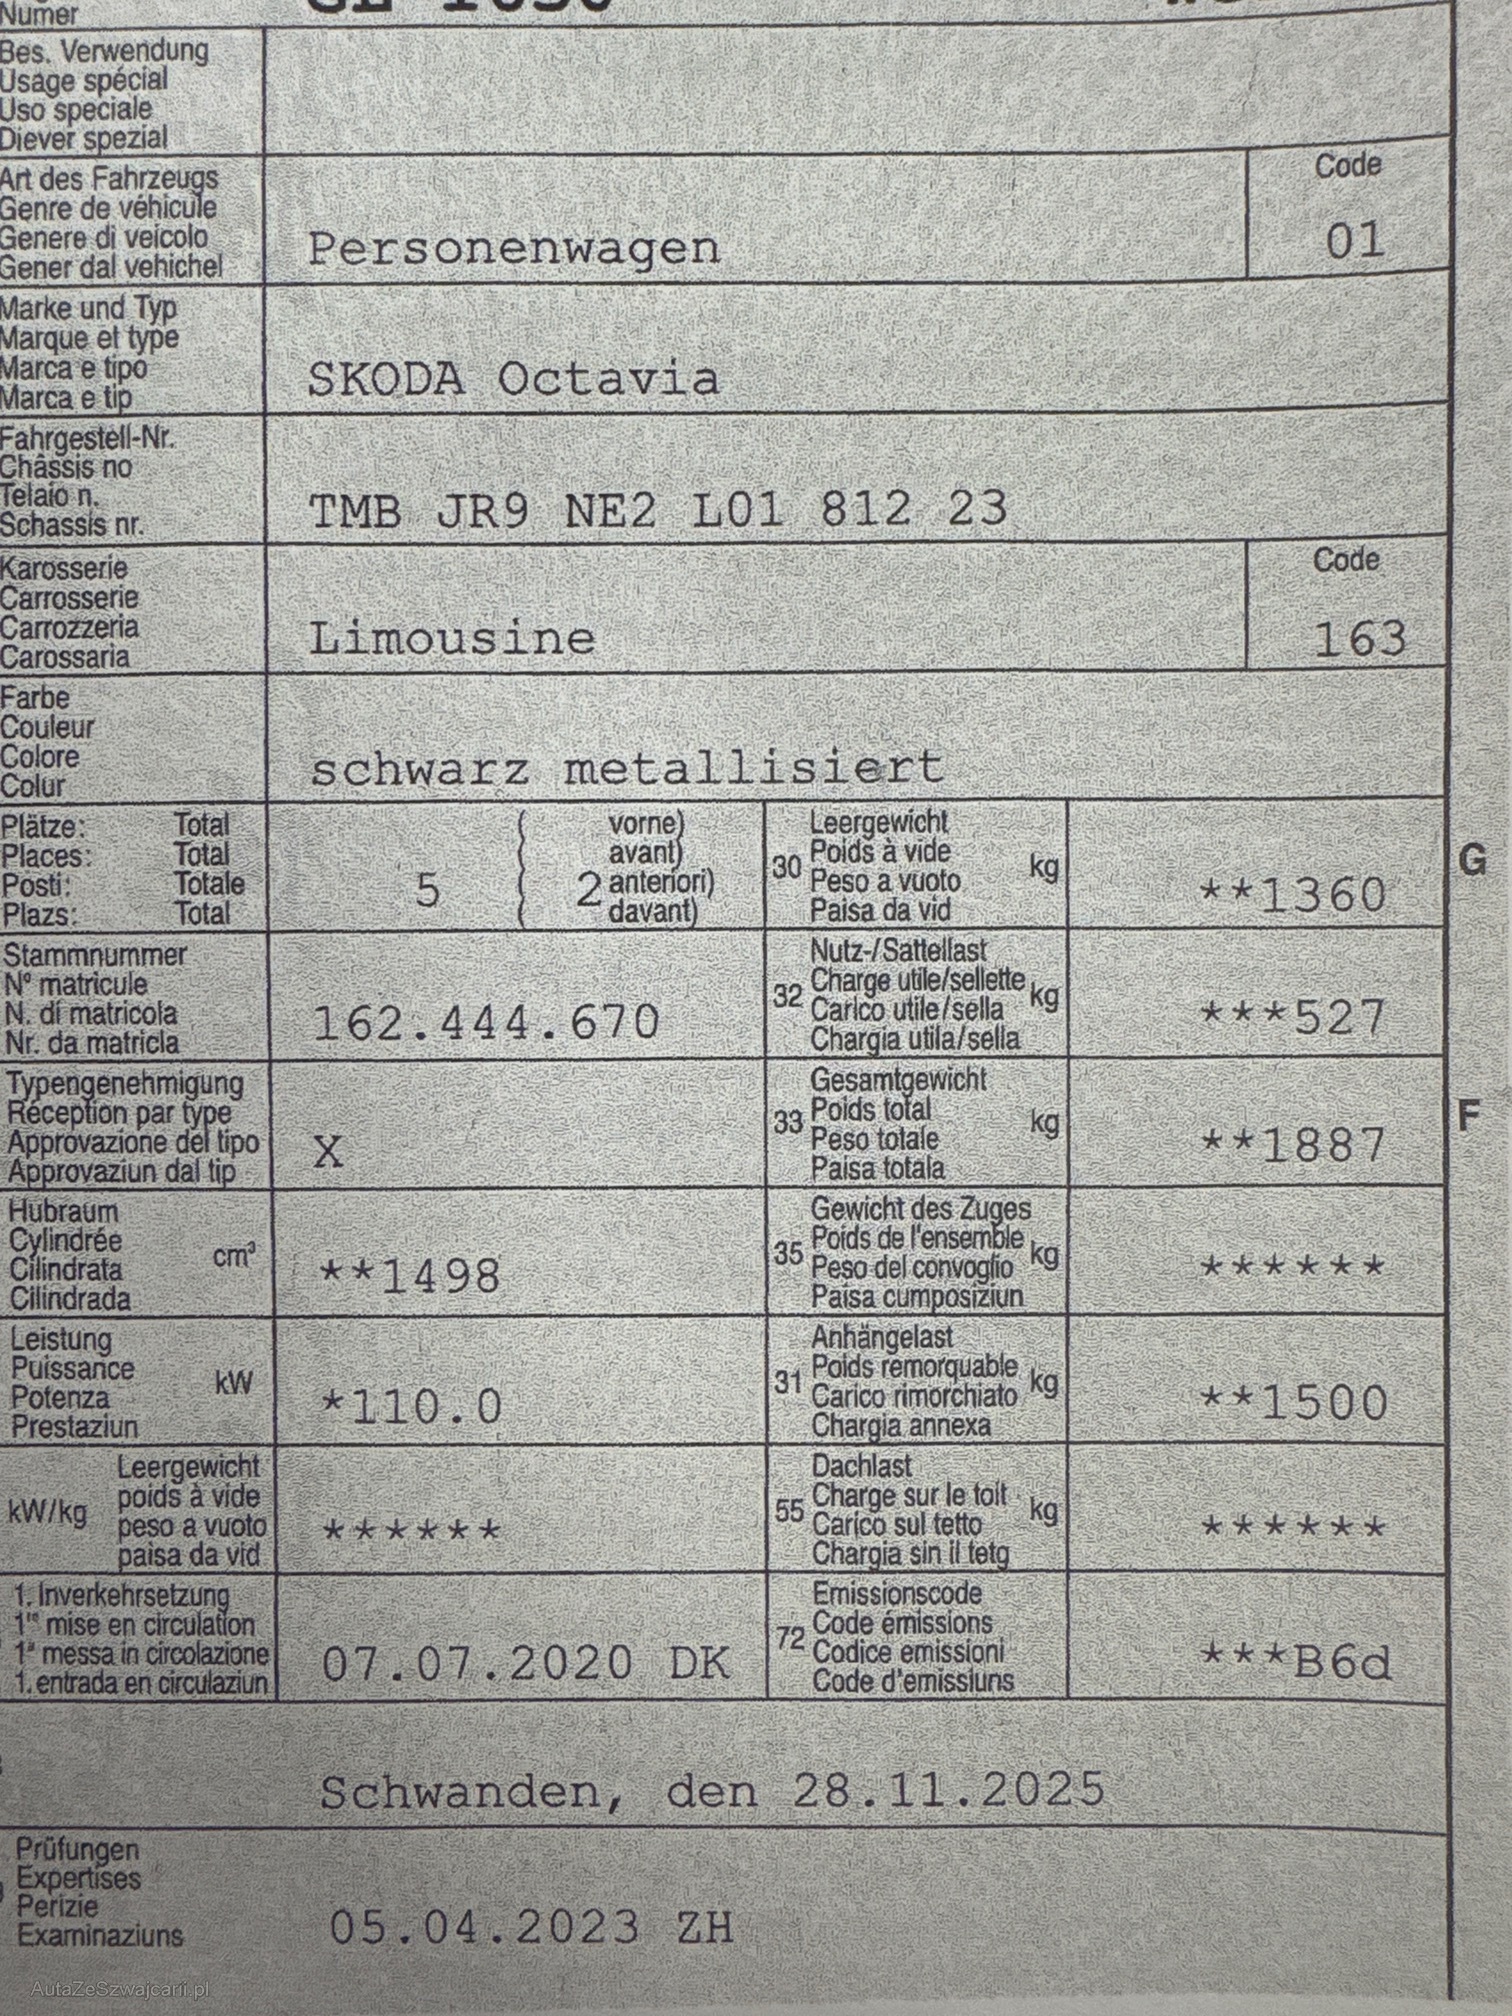 Numer
Bes. Verwendung
Usage spécial
Uso speciale
Diever spezial
Art des Fahrzeugs
Genre de véhicule
Genere di veicolo
Gener dal vehichel
Personenwagen
Code
01
Marke und Typ
Marque et type
Marca e tipo
Marca e tip
SKODA Octavia
Fahrgestell-Nr.
Châssis no
Telaio n.
Schassis nr.
TMB JR9 NE2 L01 812 23
Karosserie
Carrosserie
Carrozzeria
Carossaria
Limousine
Code
163
Farbe
Couleur
Colore
Colur
schwarz metallisiert
Plätze: Total
Places: Total
Posti: Totale
Plazs: Total
5
2
vorne)
avant)
anteriori)
davant)
30
Leergewicht
Poids à vide
Peso a vuoto
Paisa da vid
kg
**1360
G
Stammnummer
N° matricule
N. di matricola
Nr. da matricla
162.444.670
32
Nutz-/Sattellast
Charge utile/sellette
Carico utile/sella
Chargia utila/sella
kg
***527
Typengenehmigung
Réception par type
Approvazione del tipo
Approvaziun dal tip
X
33
Gesamtgewicht
Poids total
Peso totale
Paisa totala
kg
**1887
F
Hubraum
Cylindrée
Cilindrata
Cilindrada
cm³
**1498
35
Gewicht des Zuges
Poids de l'ensemble
Peso del convoglio
Paisa cumposiziun
kg
******
Leistung
Puissance
Potenza
Prestaziun
kW
*110.0
31
Anhängelast
Poids remorquable
Carico rimorchiato
Chargia annexa
kg
**1500
kW/kg
Leergewicht
poids à vide
peso a vuoto
paisa da vid
******
55
Dachlast
Charge sur le toit
Carico sul tetto
Chargia sin il tetg
kg
******
1. Inverkehrsetzung
1re mise en circulation
1a messa in circolazione
1. entrada en circulaziun
07.07.2020 DK
72
Emissionscode
Code émissions
Codice emissioni
Code d'emissiuns
***B6d
Schwanden, den 28.11.2025
Prüfungen
Expertises
Perizie
Examinaziuns
05.04.2023 ZH
AutaZeSzwajcarii.pl